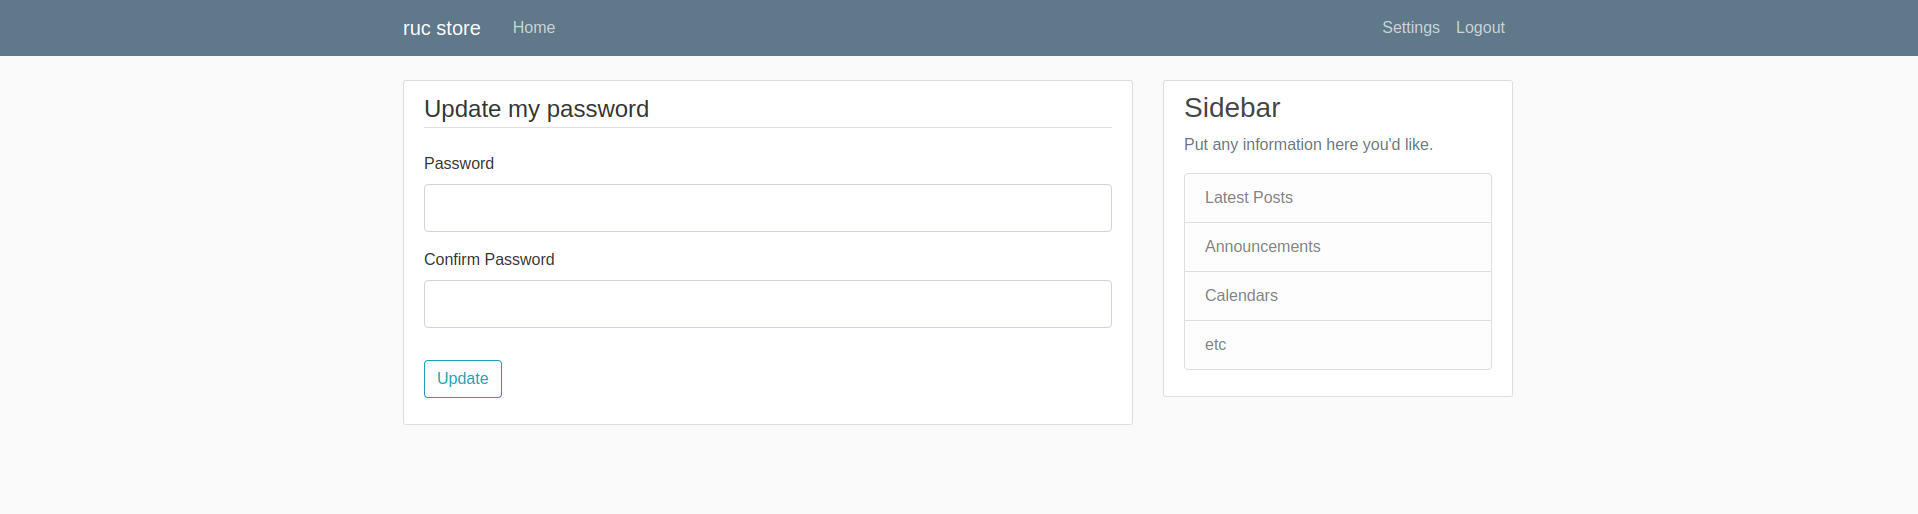 ruc store Home Settings Logout
Update my password
Password
Confirm Password
Update
Sidebar
Put any information here you'd like.
Latest Posts
Announcements
Calendars
etc